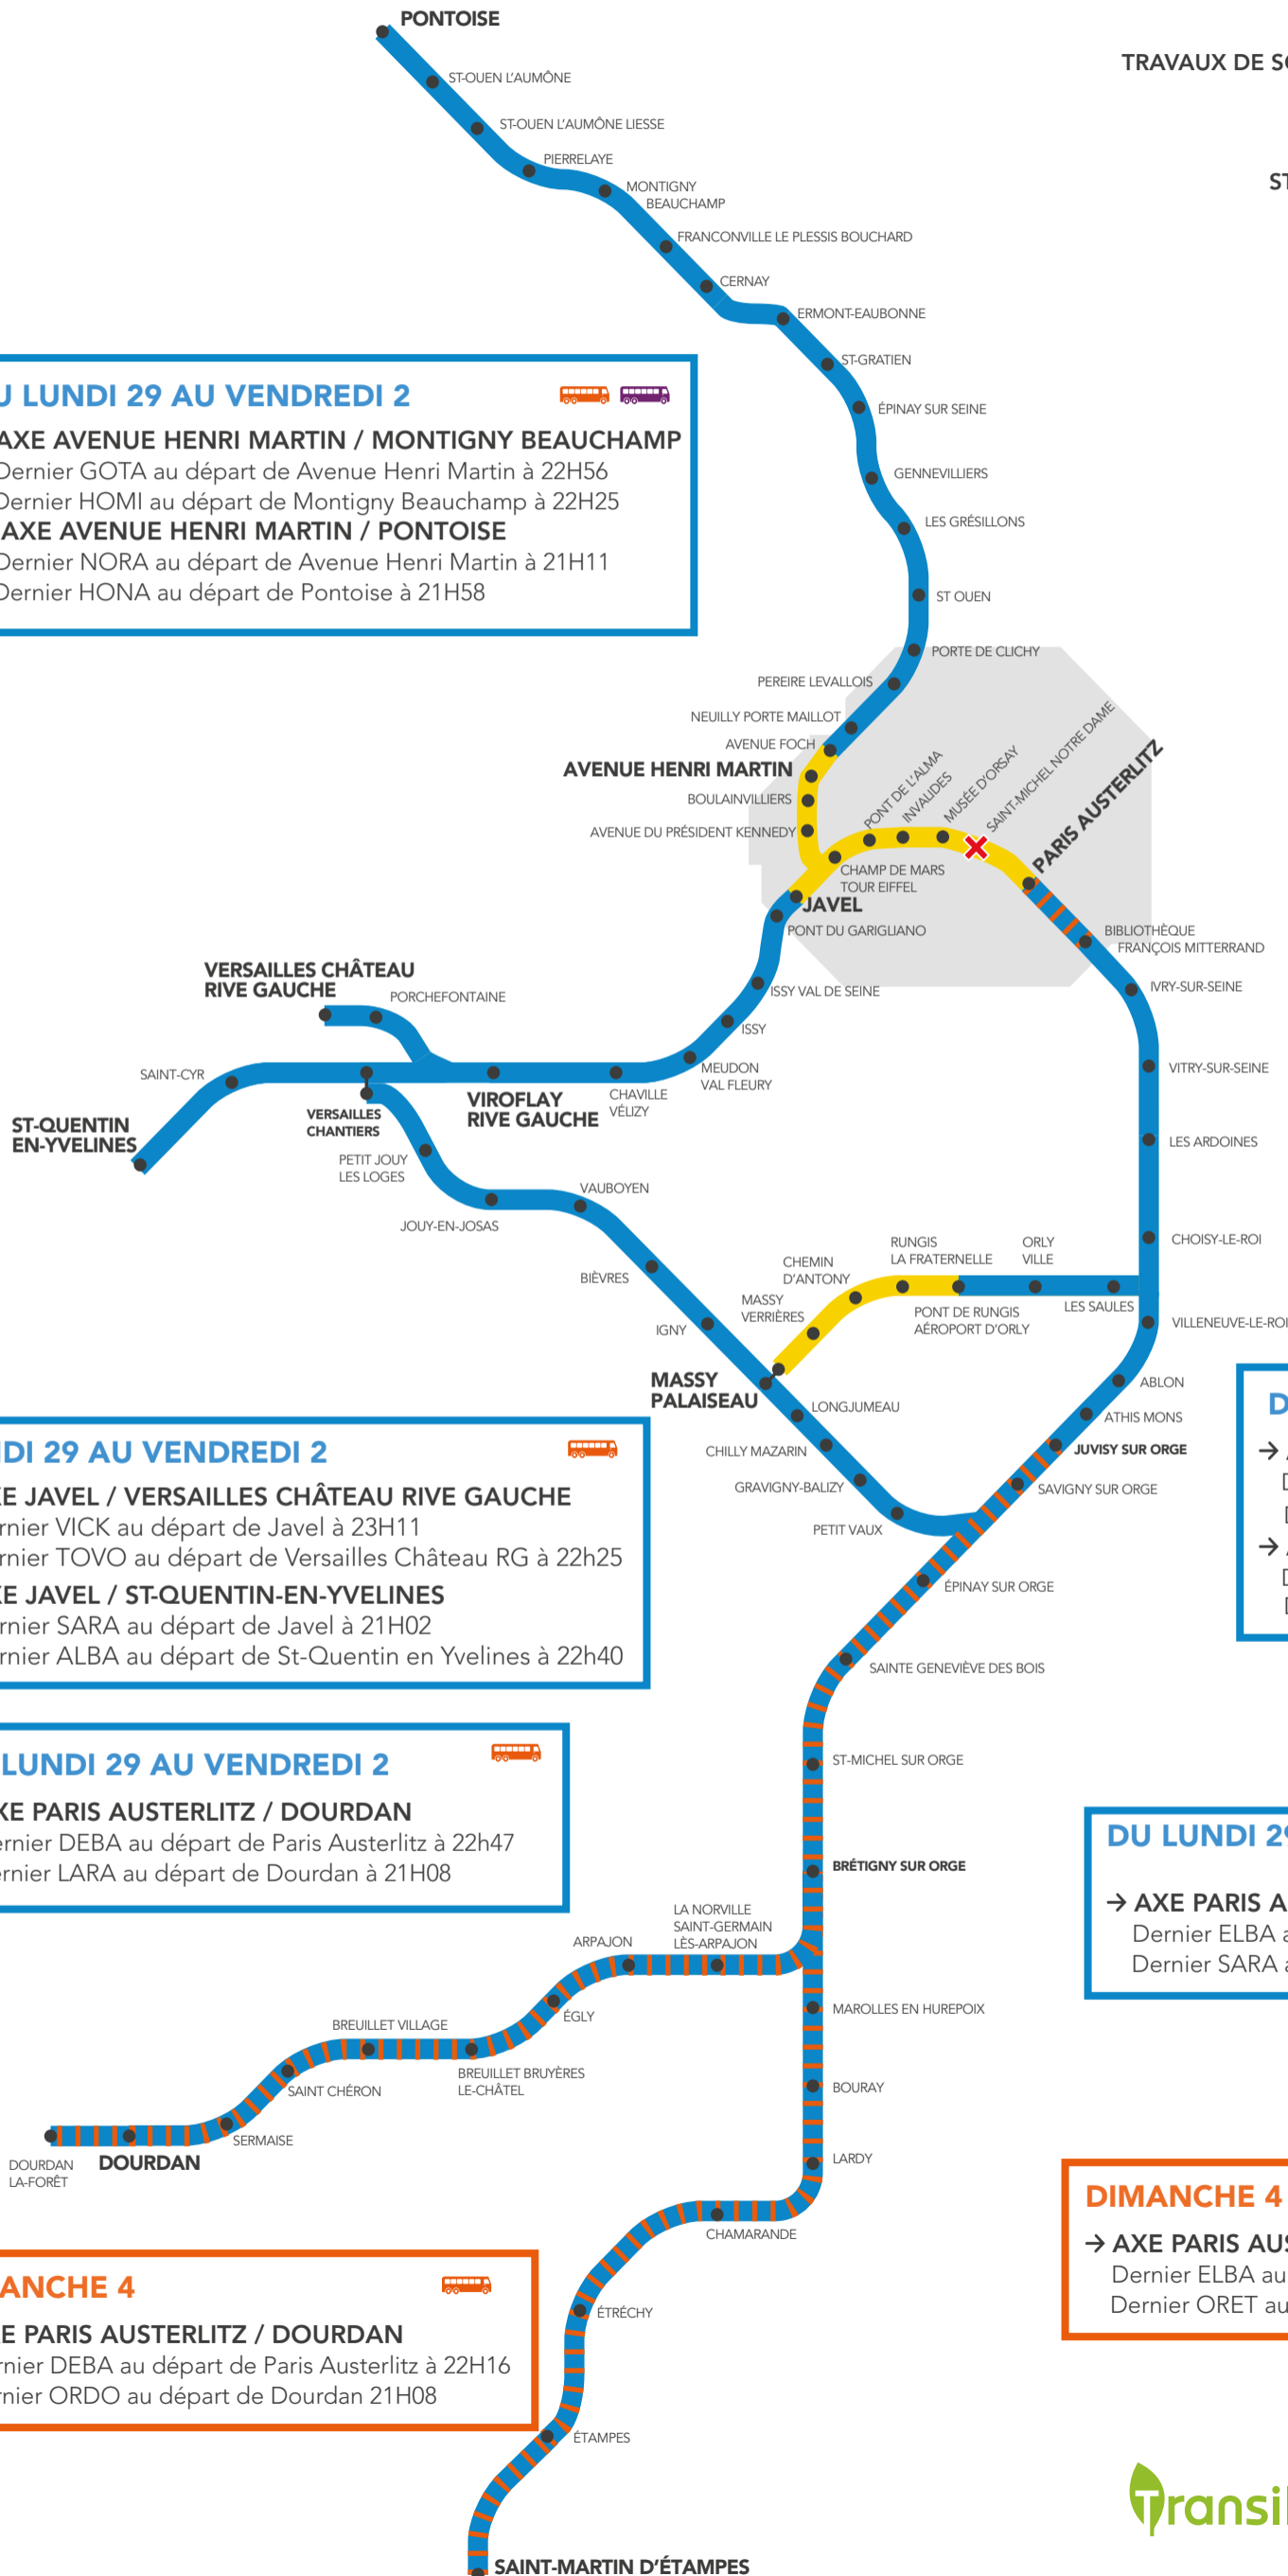 PONTOISE
TRAVAUX DE
ST-OUEN L'AUMÔNE
ST-OUEN L'AUMÔNE LIESSE
PIERRELAYE
MONTIGNY
BEAUCHAMP
FRANCONVILLE LE PLESSIS BOUCHARD
CERNAY
ERMONT-EAUBONNE
ST-GRATIEN
ÉPINAY SUR SEINE
GENNEVILLIERS
LES GRÉSILLONS
ST OUEN
PORTE DE CLICHY
PEREIRE LEVALLOIS
NEUILLY PORTE MAILLOT
AVENUE FOCH
AVENUE HENRI MARTIN
BOULAINVILLIERS
AVENUE DU PRÉSIDENT KENNEDY
U LUNDI 29 AU VENDREDI 2
AXE AVENUE HENRI MARTIN / MONTIGNY BEAUCHAMP
Dernier GOTA au départ de Avenue Henri Martin à 22H56
Dernier HOMI au départ de Montigny Beauchamp à 22H25
AXE AVENUE HENRI MARTIN / PONTOISE
Dernier NORA au départ de Avenue Henri Martin à 21H11
Dernier HONA au départ de Pontoise à 21H58
PONT DE L'ALMA
INVALIDES
MUSÉE D'ORSAY
SAINT-MICHEL NOTRE DAME
PARIS AUSTERLITZ
CHAMP DE MARS
TOUR EIFFEL
JAVEL
PONT DU GARIGLIANO
BIBLIOTHÈQUE
FRANÇOIS MITTERRAND
ISSY VAL DE SEINE
IVRY-SUR-SEINE
ISSY
VERSAILLES CHÂTEAU
RIVE GAUCHE
PORCHEFONTAINE
SAINT-CYR
MEUDON
VAL FLEURY
VITRY-SUR-SEINE
CHAVILLE
VÉLIZY
VIROFLAY
RIVE GAUCHE
VERSAILLES
CHANTIERS
ST-QUENTIN
EN-YVELINES
LES ARDOINES
PETIT JOUY
LES LOGES
VAUBOYEN
JOUY-EN-JOSAS
CHOISY-LE-ROI
BIÈVRES
RUNGIS
LA FRATERNELLE
ORLY
VILLE
CHEMIN
D'ANTONY
MASSY
VERRIÈRES
PONT DE RUNGIS
AÉROPORT D'ORLY
LES SAULES
VILLENEUVE-LE-ROI
IGNY
MASSY
PALAISEAU
ABLON
LONGJUMEAU
ATHIS MONS
CHILLY MAZARIN
JUVISY SUR ORGE
GRAVIGNY-BALIZY
SAVIGNY SUR ORGE
PETIT VAUX
ÉPINAY SUR ORGE
SAINTE GENEVIÈVE DES BOIS
NDI 29 AU VENDREDI 2
E JAVEL / VERSAILLES CHÂTEAU RIVE GAUCHE
rnier VICK au départ de Javel à 23H11
rnier TOVO au départ de Versailles Château RG à 22h25
E JAVEL / ST-QUENTIN-EN-YVELINES
rnier SARA au départ de Javel à 21H02
rnier ALBA au départ de St-Quentin en Yvelines à 22h40
LUNDI 29 AU VENDREDI 2
XE PARIS AUSTERLITZ / DOURDAN
ernier DEBA au départ de Paris Austerlitz à 22h47
ernier LARA au départ de Dourdan à 21H08
ST-MICHEL SUR ORGE
BRÉTIGNY SUR ORGE
DU LUNDI 29
→ AXE PARIS A
Dernier ELBA a
Dernier SARA a
LA NORVILLE
SAINT-GERMAIN
LÈS-ARPAJON
ARPAJON
ÉGLY
MAROLLES EN HUREPOIX
BREUILLET VILLAGE
BREUILLET BRUYÈRES
LE-CHÂTEL
BOURAY
SAINT CHÉRON
SERMAISE
LARDY
DOURDAN
LA-FORÊT
DOURDAN
CHAMARANDE
DIMANCHE 4
→ AXE PARIS AUS
Dernier ELBA au
Dernier ORET au
ANCHE 4
E PARIS AUSTERLITZ / DOURDAN
rnier DEBA au départ de Paris Austerlitz à 22H16
rnier ORDO au départ de Dourdan 21H08
ÉTRÉCHY
ÉTAMPES
Transil
SAINT-MARTIN D'ÉTAMPES